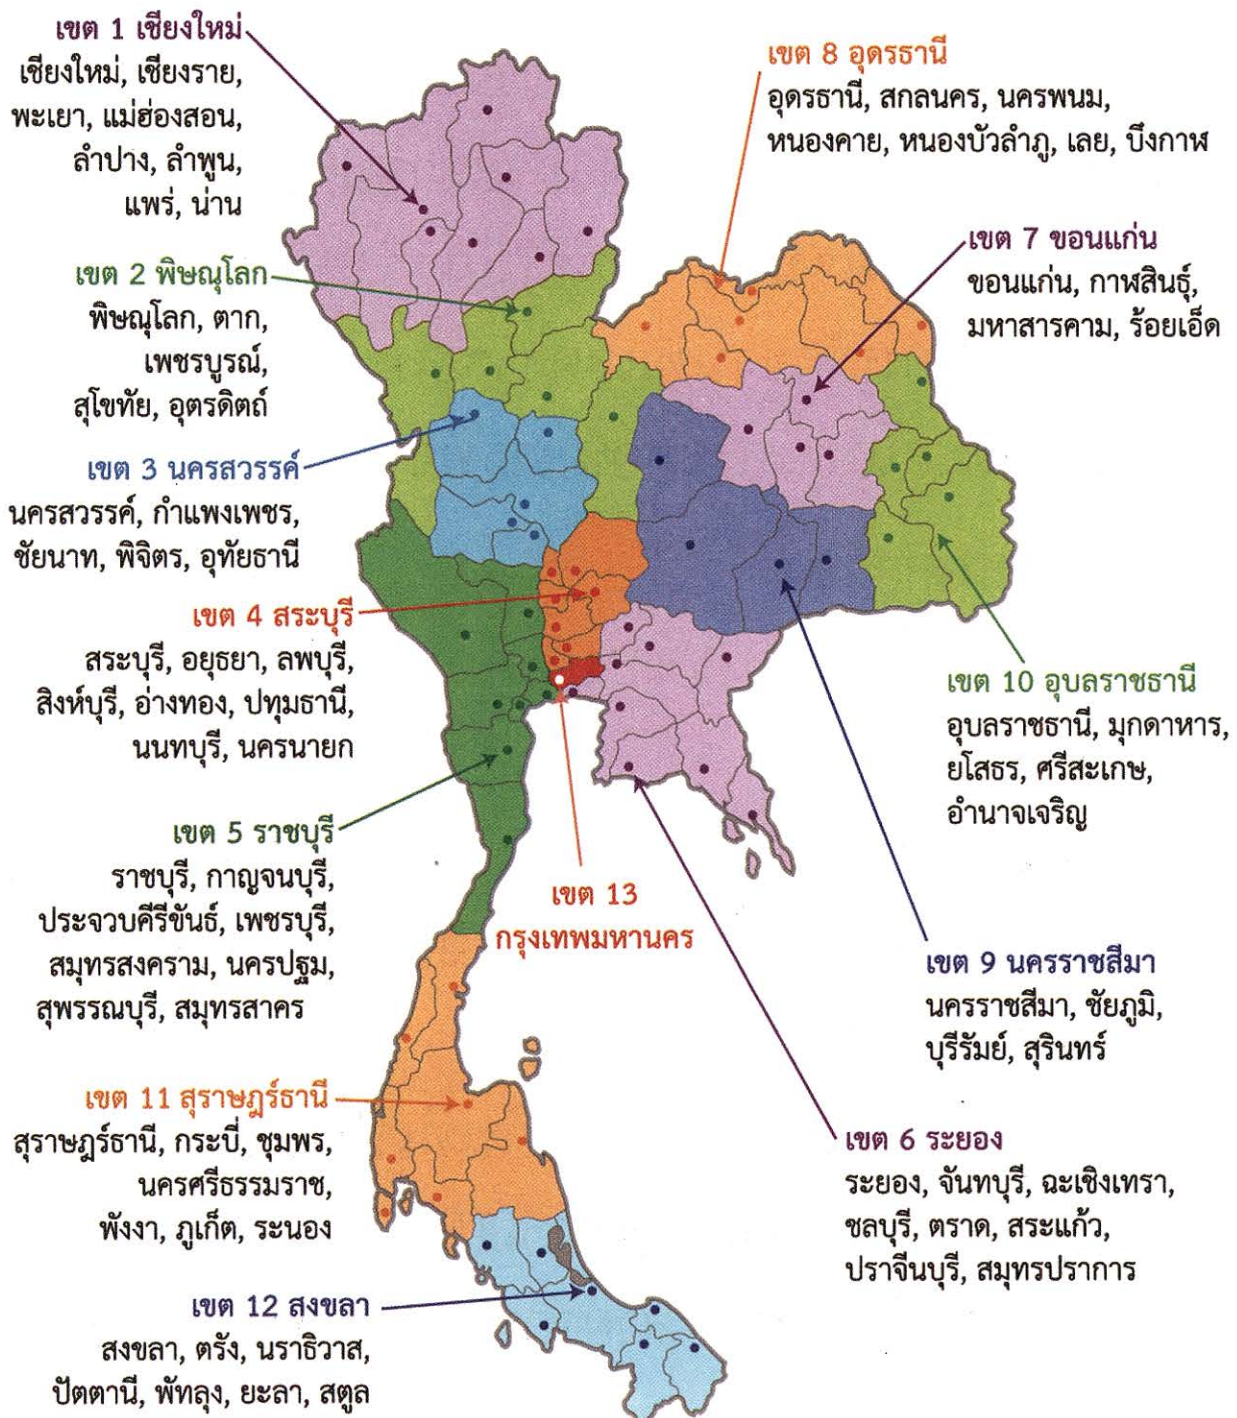 เขต 1 เชียงใหม่
เชียงใหม่, เชียงราย,
พะเยา, แม่ฮ่องสอน,
ลำปาง, ลำพูน,
แพร่, น่าน
เขต 2 พิษณุโลก
พิษณุโลก, ตาก,
เพชรบูรณ์,
สุโขทัย, อุตรดิตถ์
เขต 3 นครสวรรค์
นครสวรรค์, กำแพงเพชร,
ชัยนาท, พิจิตร, อุทัยธานี
เขต 4 สระบุรี
สระบุรี, อยุธยา, ลพบุรี,
สิงห์บุรี, อ่างทอง, ปทุมธานี,
นนทบุรี, นครนายก
เขต 5 ราชบุรี
ราชบุรี, กาญจนบุรี,
ประจวบคีรีขันธ์, เพชรบุรี,
สมุทรสงคราม, นครปฐม,
สุพรรณบุรี, สมุทรสาคร
เขต 11 สุราษฎร์ธานี
สุราษฎร์ธานี, กระบี่, ชุมพร,
นครศรีธรรมราช,
พังงา, ภูเก็ต, ระนอง
เขต 12 สงขลา
สงขลา, ตรัง, นราธิวาส,
ปัตตานี, พัทลุง, ยะลา, สตูล
เขต 13
กรุงเทพมหานคร
เขต 8 อุดรธานี
อุดรธานี, สกลนคร, นครพนม,
หนองคาย, หนองบัวลำภู, เลย, บึงกาฬ
เขต 7 ขอนแก่น
ขอนแก่น, กาฬสินธุ์,
มหาสารคาม, ร้อยเอ็ด
เขต 10 อุบลราชธานี
อุบลราชธานี, มุกดาหาร,
ยโสธร, ศรีสะเกษ,
อำนาจเจริญ
เขต 9 นครราชสีมา
นครราชสีมา, ชัยภูมิ,
บุรีรัมย์, สุรินทร์
เขต 6 ระยอง
ระยอง, จันทบุรี, ฉะเชิงเทรา,
ชลบุรี, ตราด, สระแก้ว,
ปราจีนบุรี, สมุทรปราการ